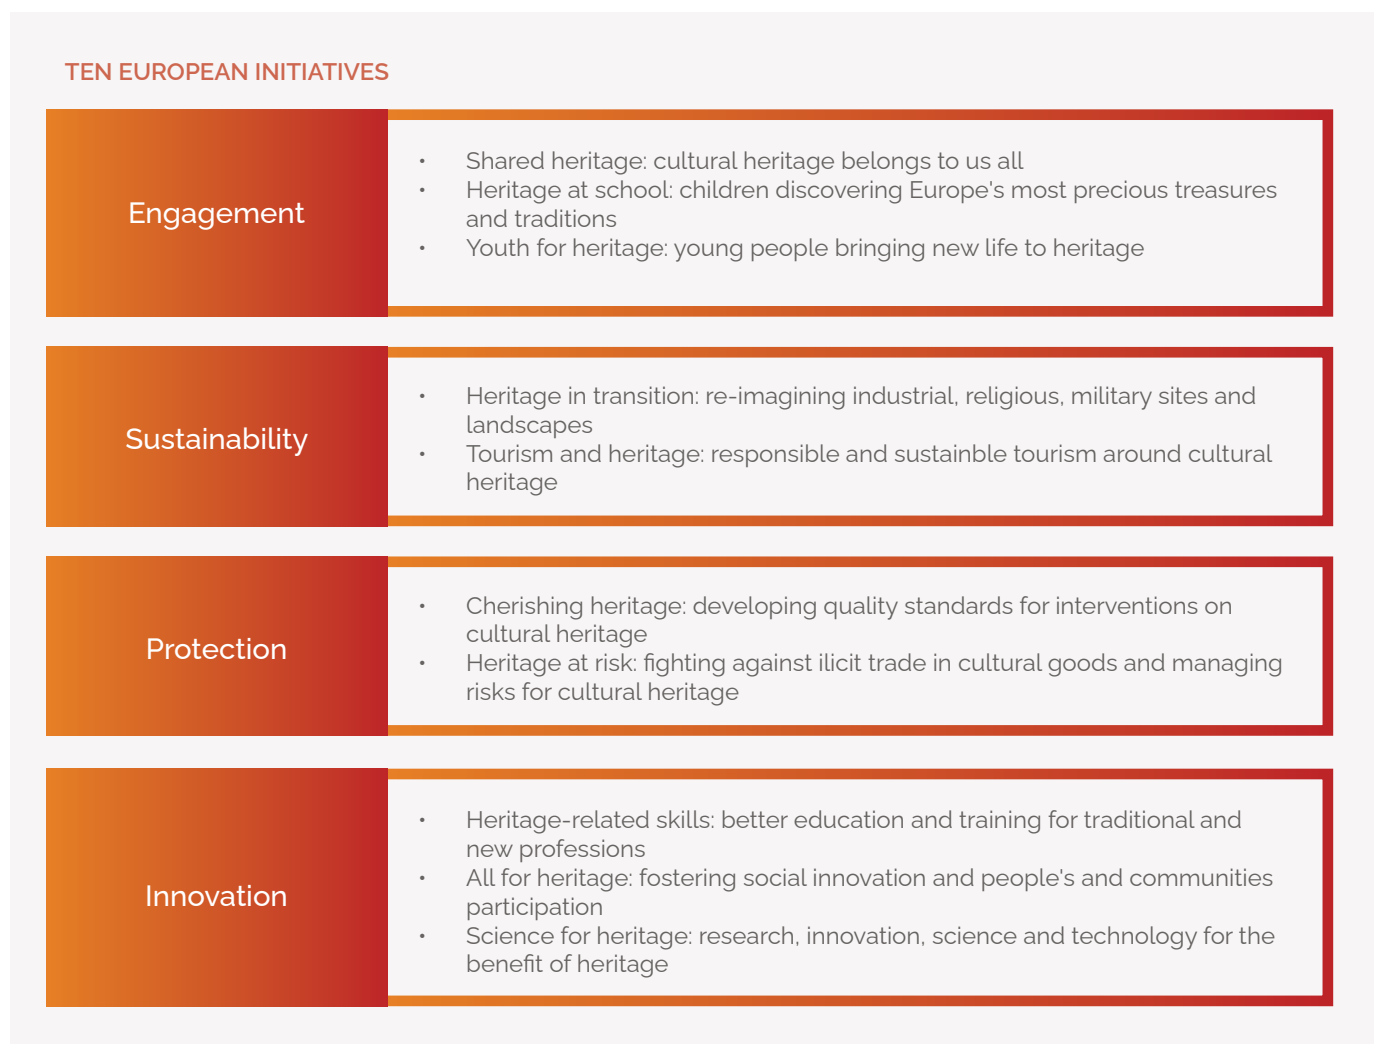 TEN EUROPEAN INITIATIVES
Engagement
• Shared heritage: cultural heritage belongs to us all
• Heritage at school: children discovering Europe's most precious treasures
and traditions
• Youth for heritage: young people bringing new life to heritage
Sustainability
• Heritage in transition: re-imagining industrial, religious, military sites and
landscapes
• Tourism and heritage: responsible and sustainble tourism around cultural
heritage
Protection
• Cherishing heritage: developing quality standards for interventions on
cultural heritage
• Heritage at risk: fighting against ilicit trade in cultural goods and managing
risks for cultural heritage
Innovation
• Heritage-related skills: better education and training for traditional and
new professions
• All for heritage: fostering social innovation and people's and communities
participation
• Science for heritage: research, innovation, science and technology for the
benefit of heritage